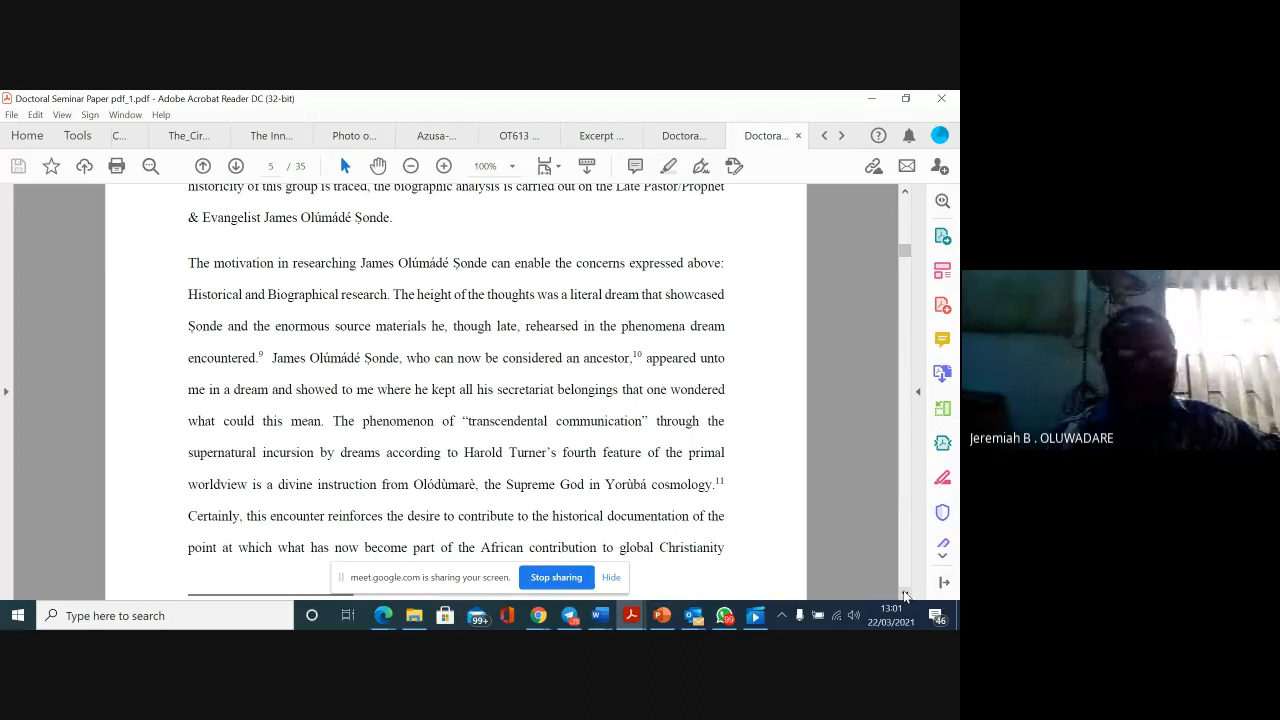 Doctoral Seminar Paper pdf_1.pdf - Adobe Acrobat Reader DC (32-bit)
File Edit View Sign Window Help
Home Tools C... The_Cir... The Inn... Photo o... Azusa-... OT613 ... Excerpt ... Doctora... Doctora... ×
5 / 35 100%
historicity of this group is traced, the biographic analysis is carried out on the Late Pastor/Prophet
& Evangelist James Olúmádé Ṣonde.
The motivation in researching James Olúmádé Ṣonde can enable the concerns expressed above:
Historical and Biographical research. The height of the thoughts was a literal dream that showcased
Ṣonde and the enormous source materials he, though late, rehearsed in the phenomena dream
encountered.⁹ James Olúmádé Ṣonde, who can now be considered an ancestor,¹⁰ appeared unto
me in a dream and showed to me where he kept all his secretariat belongings that one wondered
what could this mean. The phenomenon of “transcendental communication” through the
supernatural incursion by dreams according to Harold Turner’s fourth feature of the primal
worldview is a divine instruction from Olódùmarè, the Supreme God in Yorùbá cosmology.¹¹
Certainly, this encounter reinforces the desire to contribute to the historical documentation of the
point at which what has now become part of the African contribution to global Christianity
meet.google.com is sharing your screen. Stop sharing Hide
Type here to search
99+
99
13:01
22/03/2021
46
Jeremiah B . OLUWADARE